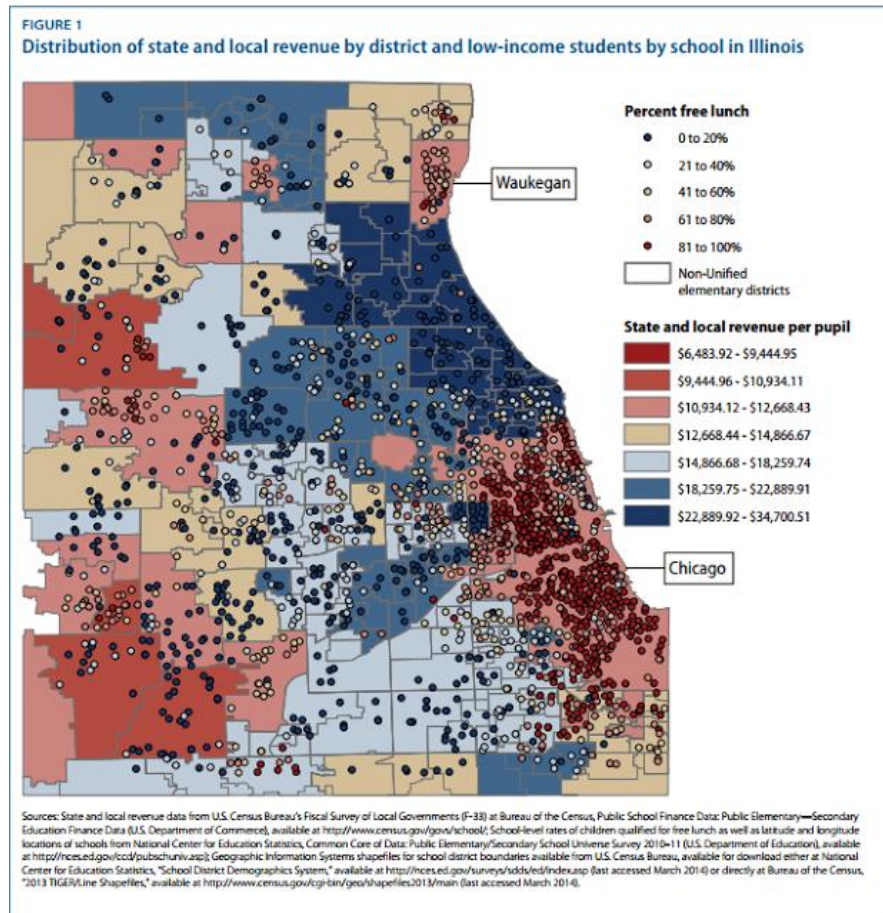 FIGURE 1
Distribution of state and local revenue by district and low-income students by school in Illinois
Percent free lunch
0 to 20%
21 to 40%
41 to 60%
61 to 80%
81 to 100%
Non-Unified
elementary districts
Waukegan
State and local revenue per pupil
$6,483.92 - $9,444.95
$9,444.96 - $10,934.11
$10,934.12 - $12,668.43
$12,668.44 - $14,866.67
$14,866.68 - $18,259.74
$18,259.75 - $22,889.91
$22,889.92 - $34,700.51
Chicago
Sources: State and local revenue data from U.S. Census Bureau's Fiscal Survey of Local Governments (F-33) at Bureau of the Census, Public School Finance Data: Public Elementary—Secondary
Education Finance Data (U.S. Department of Commerce), available at http://www.census.gov/govs/school/; School-level rates of children qualified for free lunch as well as latitude and longitude
locations of schools from National Center for Education Statistics, Common Core of Data: Public Elementary/Secondary School Universe Survey 2010–11 (U.S. Department of Education), available
at http://nces.ed.gov/ccd/pubschuniv.asp); Geographic Information Systems shapefiles for school district boundaries available from U.S. Census Bureau, available for download either at National
Center for Education Statistics, "School District Demographics System," available at http://nces.ed.gov/surveys/sdds/ed/index.asp (last accessed March 2014) or directly at Bureau of the Census,
"2013 TIGER/Line Shapefiles," available at http://www.census.gov/cgi-bin/geo/shapefiles2013/main (last accessed March 2014).